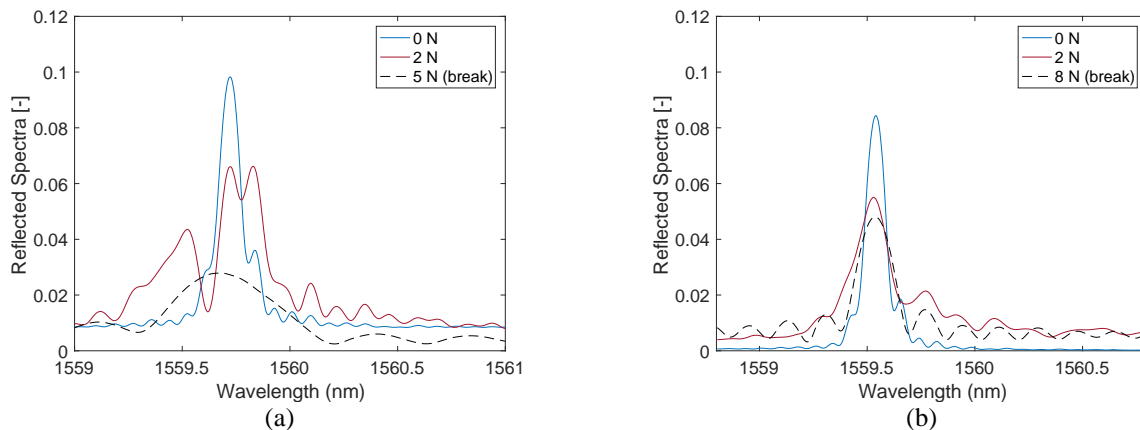 0.12
0.1
0.08
0.06
0.04
0.02
0
Reflected Spectra [-]
0 N
2 N
5 N (break)
1559
1559.5
1560
1560.5
1561
Wavelength (nm)
(a)
0.12
0.1
0.08
0.06
0.04
0.02
0
Reflected Spectra [-]
0 N
2 N
8 N (break)
1559
1559.5
1560
1560.5
Wavelength (nm)
(b)